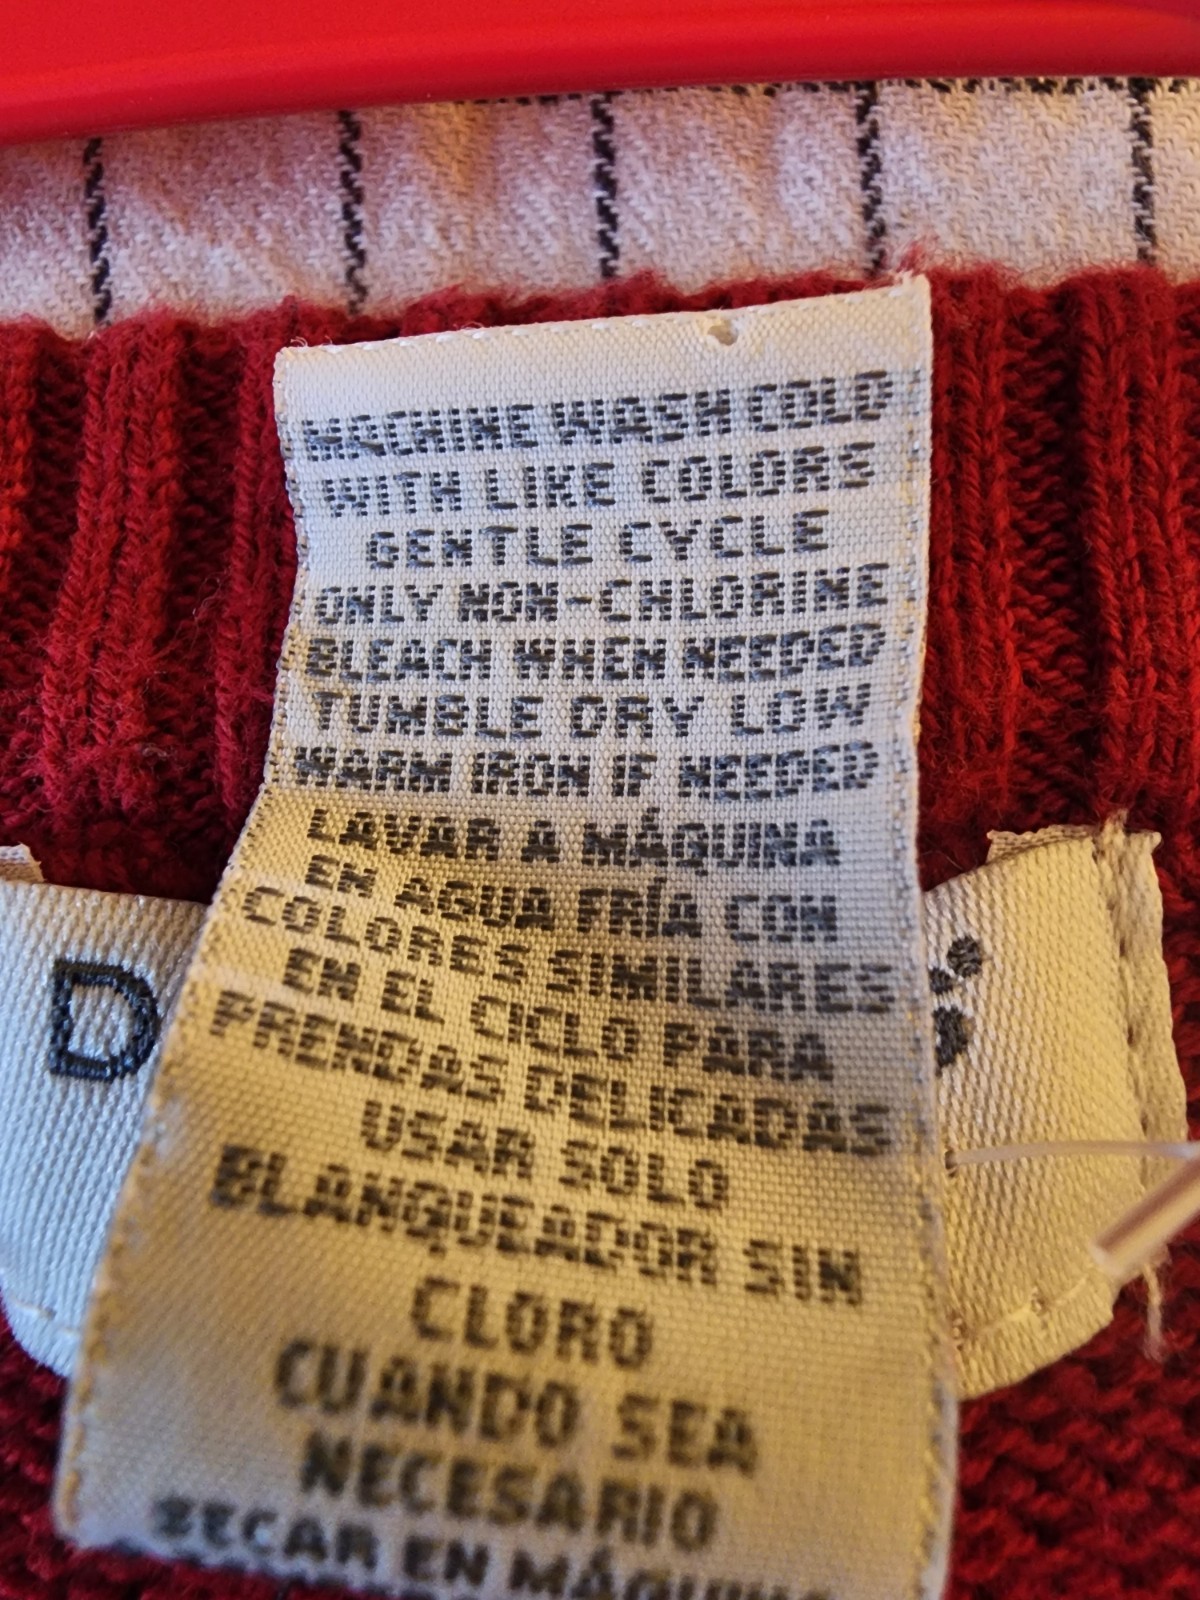 MACHINE WASH COLD
WITH LIKE COLORS
GENTLE CYCLE
ONLY NON-CHLORINE
BLEACH WHEN NEEDED
TUMBLE DRY LOW
WARM IRON IF NEEDED
LAVAR A MÁQUINA
EN AGUA FRÍA CON
COLORES SIMILARES
EN EL CICLO PARA
PRENDAS DELICADAS
USAR SOLO
BLANQUEADOR SIN
CLORO
CUANDO SEA
NECESARIO
SECAR EN MÁQUINA
D